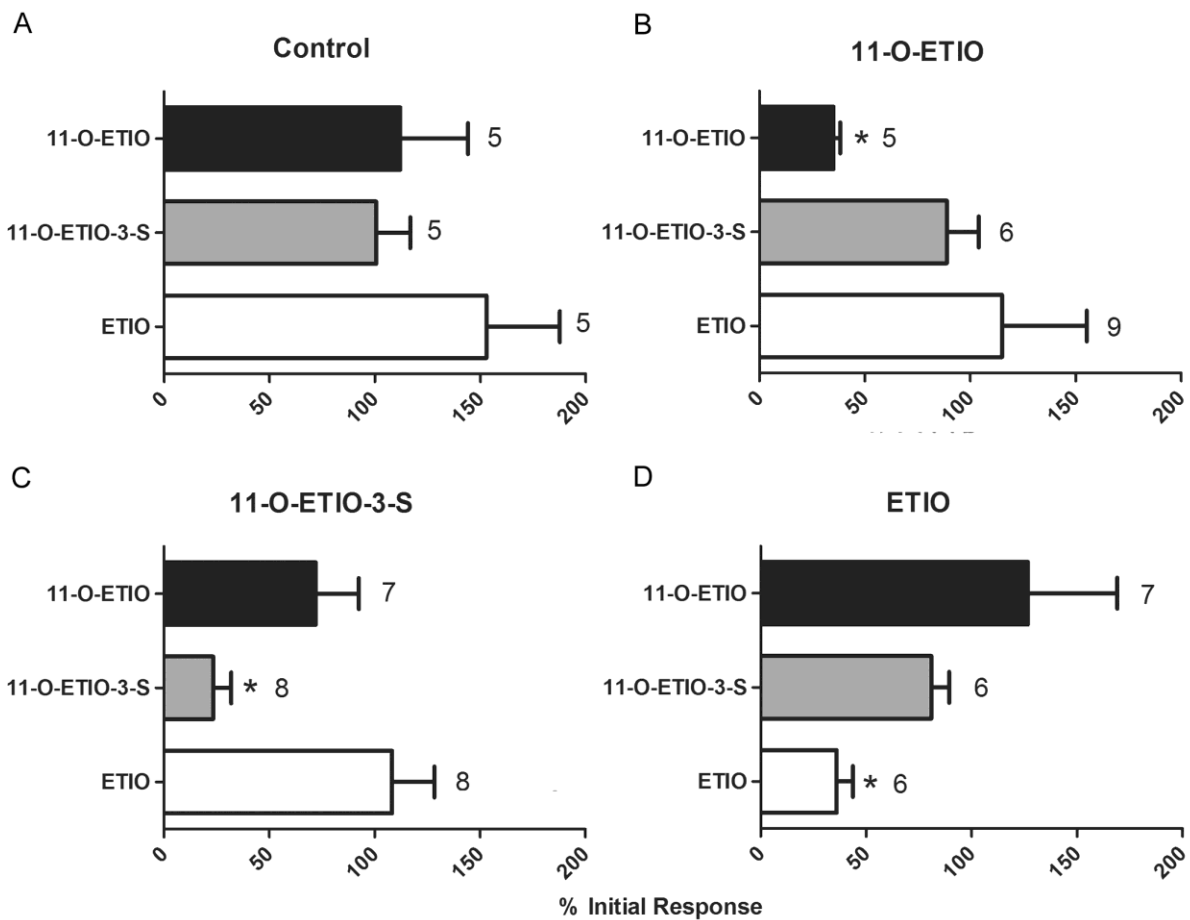 A
Control
11-O-ETIO
5
11-O-ETIO-3-S
5
ETIO
5
0 50 100 150 200
B
11-O-ETIO
11-O-ETIO
* 5
11-O-ETIO-3-S
6
ETIO
9
0 50 100 150 200
C
11-O-ETIO-3-S
11-O-ETIO
7
11-O-ETIO-3-S
* 8
ETIO
8
0 50 100 150 200
D
ETIO
11-O-ETIO
7
11-O-ETIO-3-S
6
ETIO
* 6
0 50 100 150 200
% Initial Response